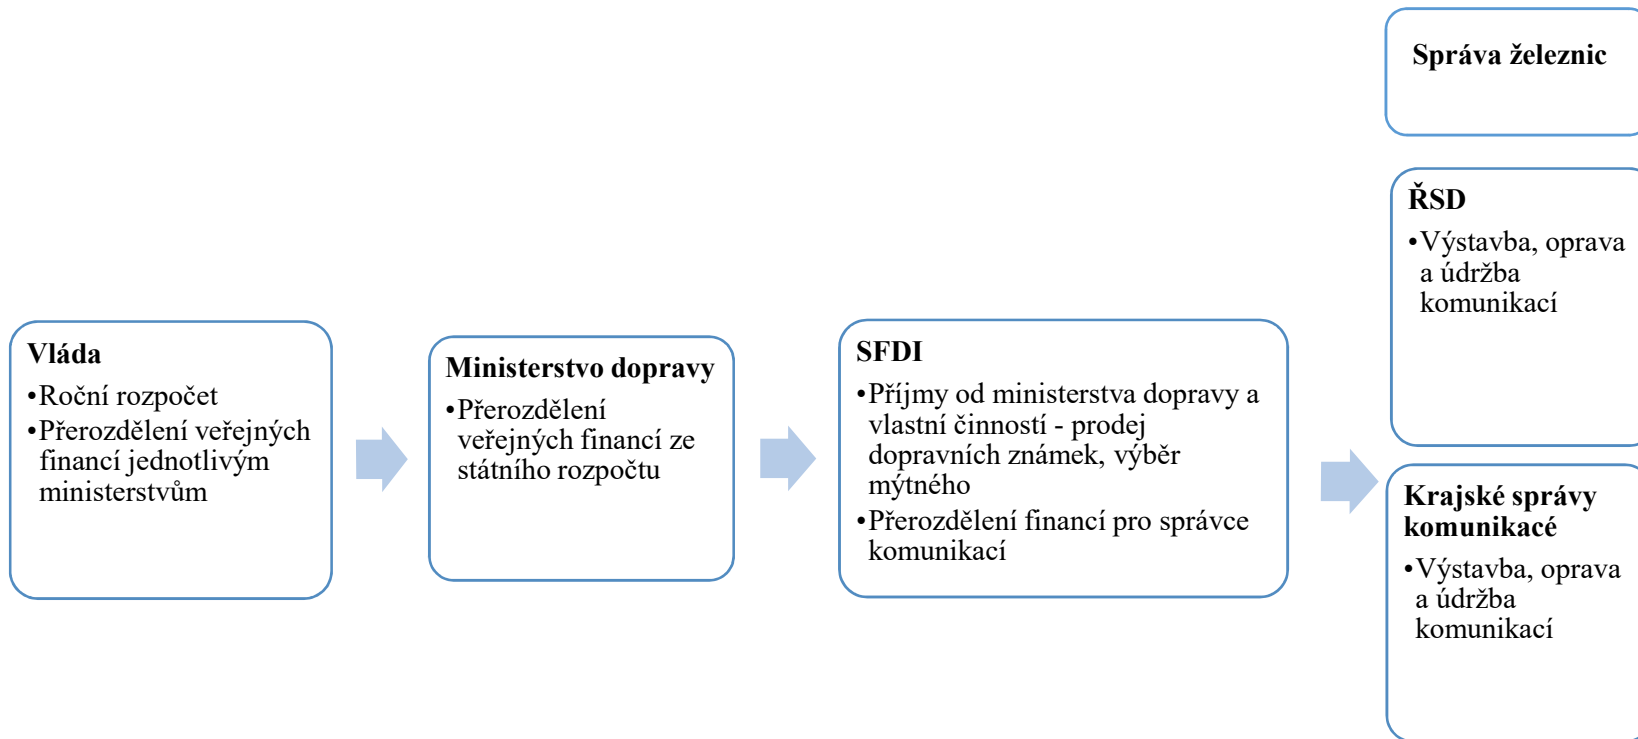 Vláda
•Roční rozpočet
•Přerozdělení veřejných
financí jednotlivým
ministerstvům
Ministerstvo dopravy
•Přerozdělení
veřejných financí ze
státního rozpočtu
SFDI
•Příjmy od ministerstva dopravy a
vlastní činností - prodej
dopravních známek, výběr
mýtného
•Přerozdělení financí pro správce
komunikací
Správa železnic
ŘSD
•Výstavba, oprava
a údržba
komunikací
Krajské správy
komunikacé
•Výstavba, oprava
a údržba
komunikací